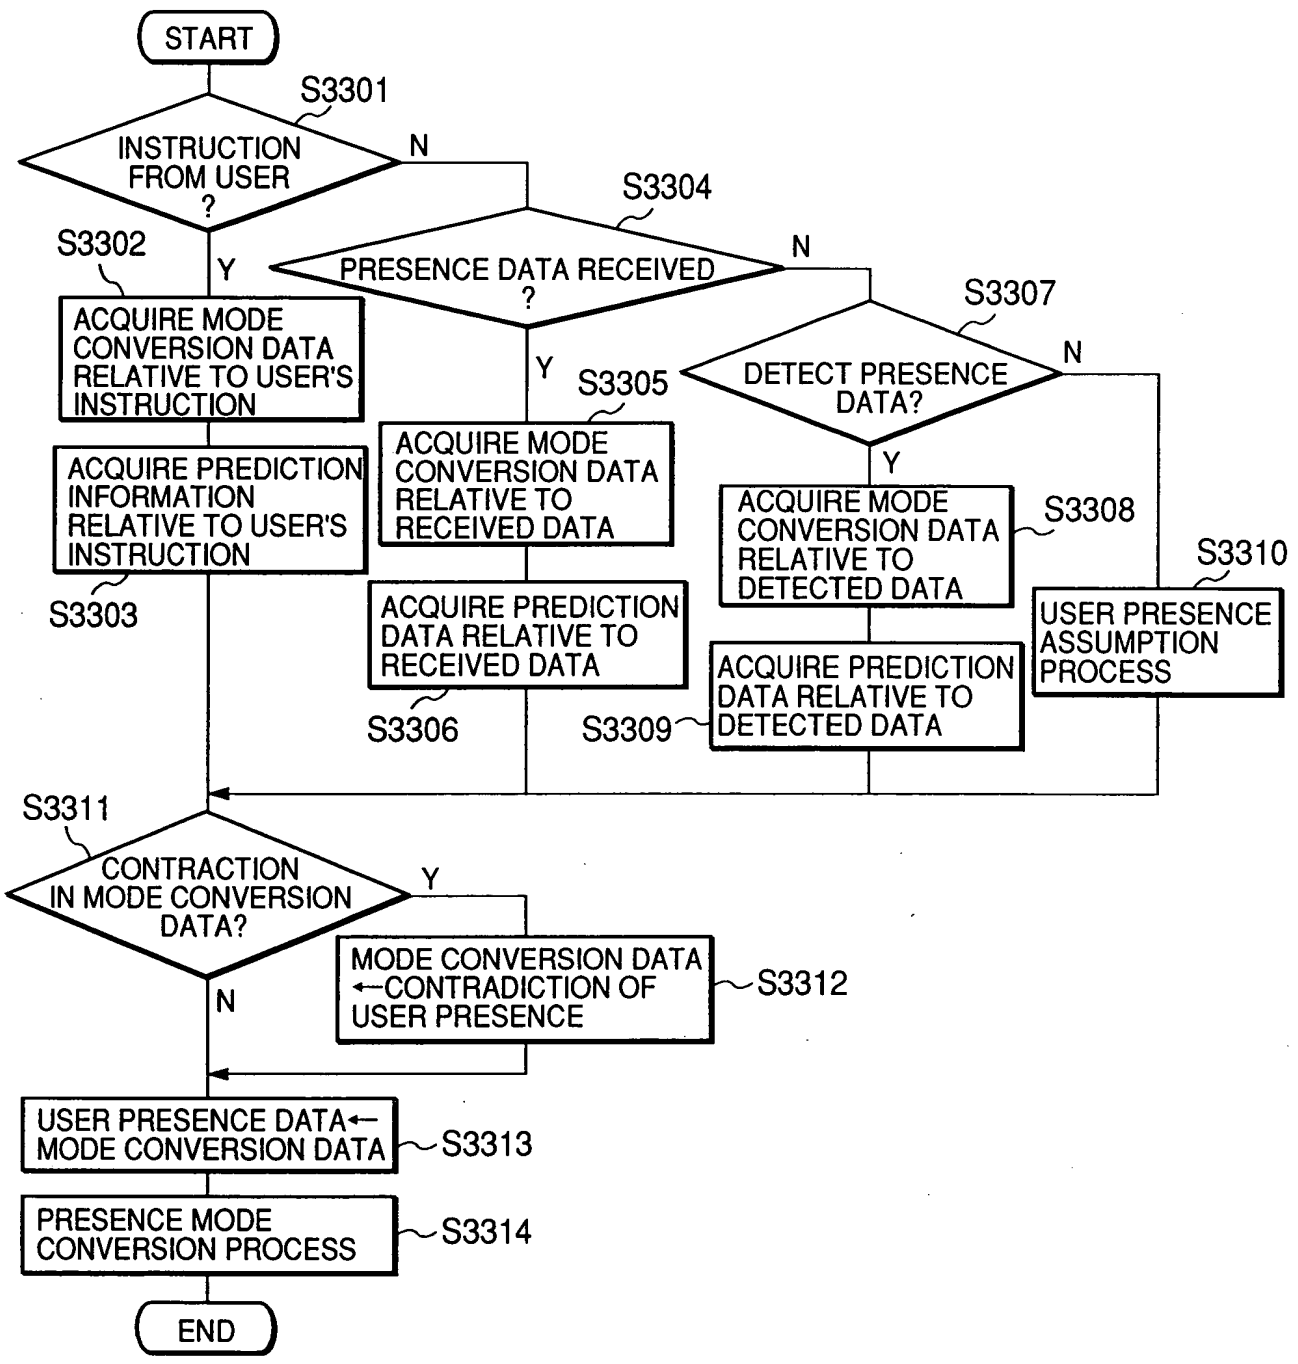 START
S3301
INSTRUCTION
FROM USER
?
N
Y
S3302
ACQUIRE MODE
CONVERSION DATA
RELATIVE TO USER'S
INSTRUCTION
ACQUIRE PREDICTION
INFORMATION
RELATIVE TO USER'S
INSTRUCTION
S3303
S3304
PRESENCE DATA RECEIVED
?
N
Y
S3305
ACQUIRE MODE
CONVERSION DATA
RELATIVE TO
RECEIVED DATA
ACQUIRE PREDICTION
DATA RELATIVE TO
RECEIVED DATA
S3306
S3307
DETECT PRESENCE
DATA?
N
Y
ACQUIRE MODE
CONVERSION DATA
RELATIVE TO
DETECTED DATA
S3308
ACQUIRE PREDICTION
DATA RELATIVE TO
DETECTED DATA
S3309
S3310
USER PRESENCE
ASSUMPTION
PROCESS
S3311
CONTRACTION
IN MODE CONVERSION
DATA?
Y
N
MODE CONVERSION DATA
←CONTRADICTION OF
USER PRESENCE
S3312
USER PRESENCE DATA←
MODE CONVERSION DATA
S3313
PRESENCE MODE
CONVERSION PROCESS
S3314
END